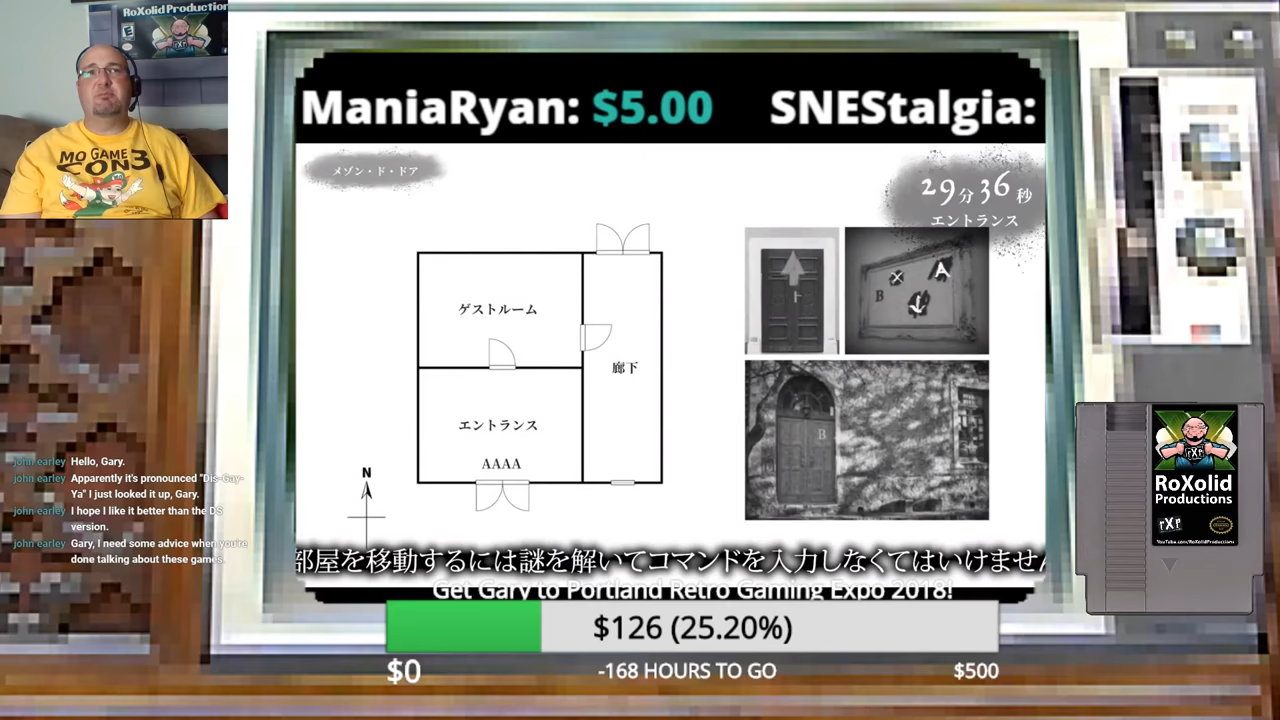 RoXolid Production
MO GAME
CON3
ManiaRyan: $5.00 SNEStalgia:
メゾン・ド・ドア
29分36秒
エントランス
ゲストルーム
廊下
エントランス
AAAA
N
B
A
B
部屋を移動するには謎を解いてコマンドを入力しなくてはいけません
john earley Hello, Gary.
john earley Apparently it's pronounced "Dis-Gay-
Ya" I just looked it up, Gary.
john earley I hope I like it better than the DS
version.
john earley Gary, I need some advice when you're
done talking about these games.
RoXolid
Productions
rXr
YouTube.com/RoXolidProductions
Get Gary to Portland Retro Gaming Expo 2018!
$126 (25.20%)
$0
-168 HOURS TO GO
$500